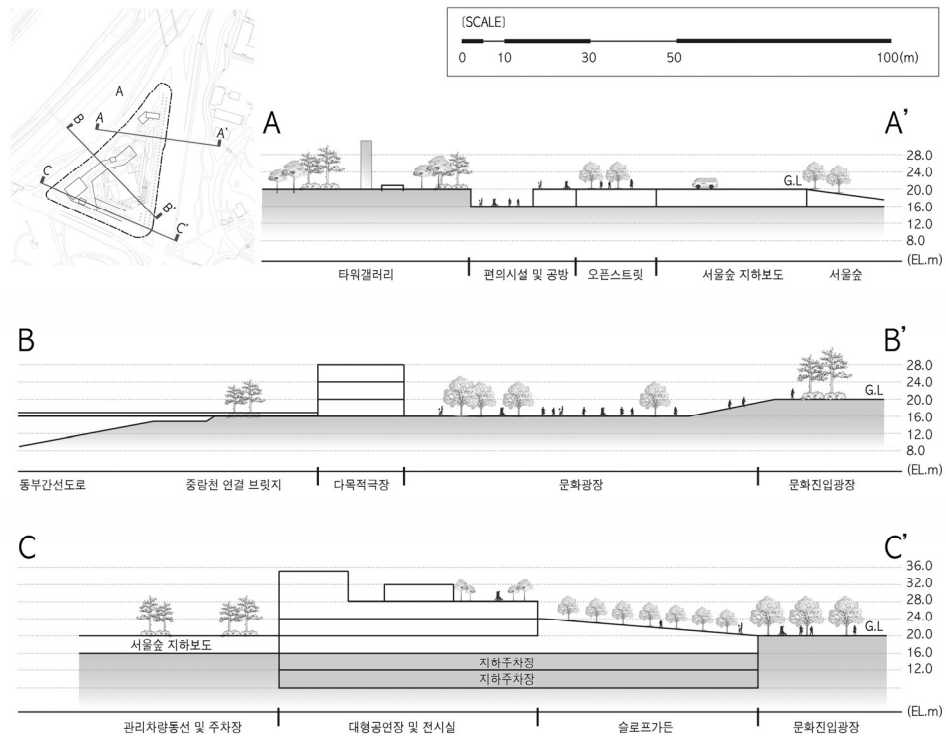 (SCALE)
0 10 30 50 100(m)
A
A A'
B
B'
C
C'
A A'
28.0
24.0
G.L 20.0
16.0
12.0
8.0
(EL.m)
타워갤러리 편의시설 및 공방 오픈스트릿 서울숲 지하보도 서울숲
B B'
28.0
24.0
G.L 20.0
16.0
12.0
8.0
(EL.m)
동부간선도로 중랑천 연결 브릿지 다목적극장 문화광장 문화진입광장
C C'
36.0
32.0
28.0
24.0
G.L 20.0
서울숲 지하보도
16.0
지하주차장
12.0
지하주차장
(EL.m)
관리차량동선 및 주차장 대형공연장 및 전시실 슬로프가든 문화진입광장